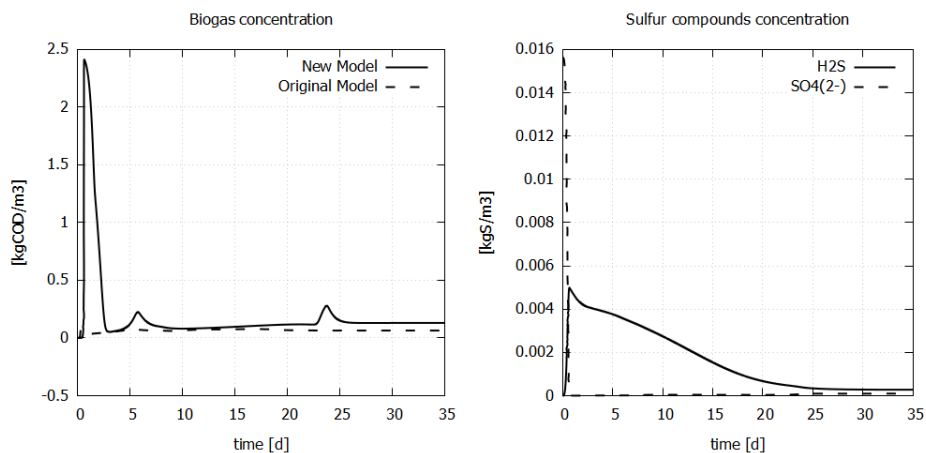 Biogas concentration
New Model
Original Model
[kgCOD/m3]
2.5
2
1.5
1
0.5
0
-0.5
0 5 10 15 20 25 30 35
time [d]
Sulfur compounds concentration
H2S
SO4(2-)
[kgS/m3]
0.016
0.014
0.012
0.01
0.008
0.006
0.004
0.002
0
0 5 10 15 20 25 30 35
time [d]